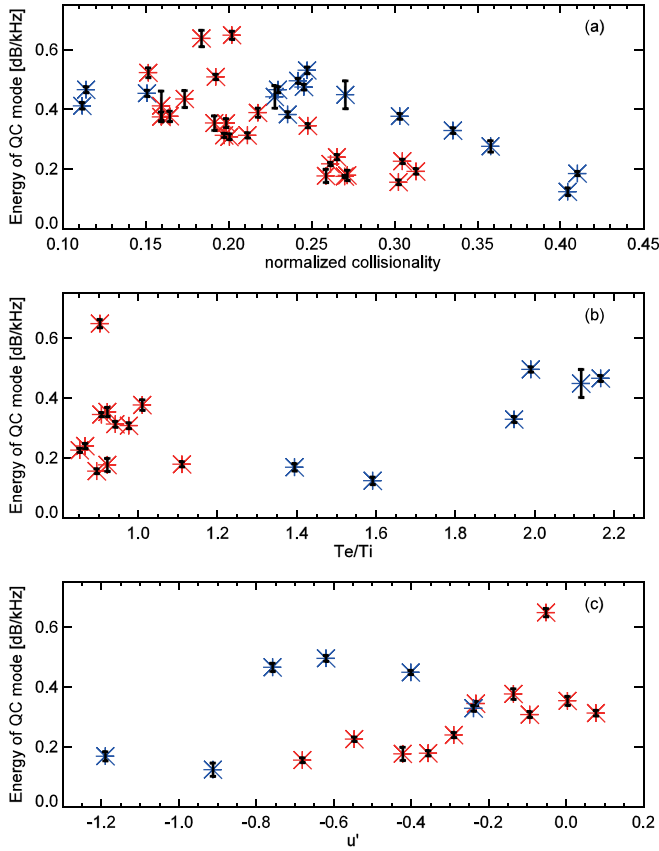 (a)
Energy of QC mode [dB/kHz]
0.6
0.4
0.2
0.0
0.10 0.15 0.20 0.25 0.30 0.35 0.40 0.45
normalized collisionality
(b)
Energy of QC mode [dB/kHz]
0.6
0.4
0.2
0.0
1.0 1.2 1.4 1.6 1.8 2.0 2.2
Te/Ti
(c)
Energy of QC mode [dB/kHz]
0.6
0.4
0.2
0.0
-1.2 -1.0 -0.8 -0.6 -0.4 -0.2 0.0 0.2
u'